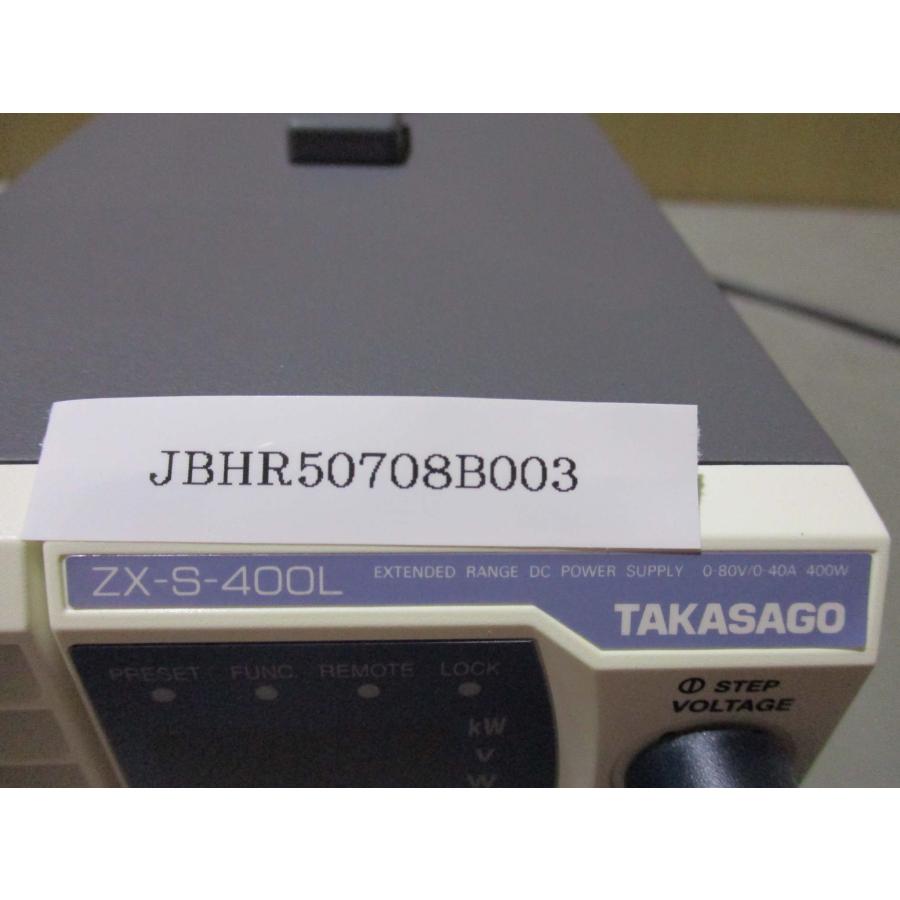 JBHR50708B003
ZX-S-400L EXTENDED RANGE DC POWER SUPPLY 0-80V/0-40A 400W
TAKASAGO
PRESET FUNC. REMOTE LOCK
STEP
VOLTAGE
kW
V
W